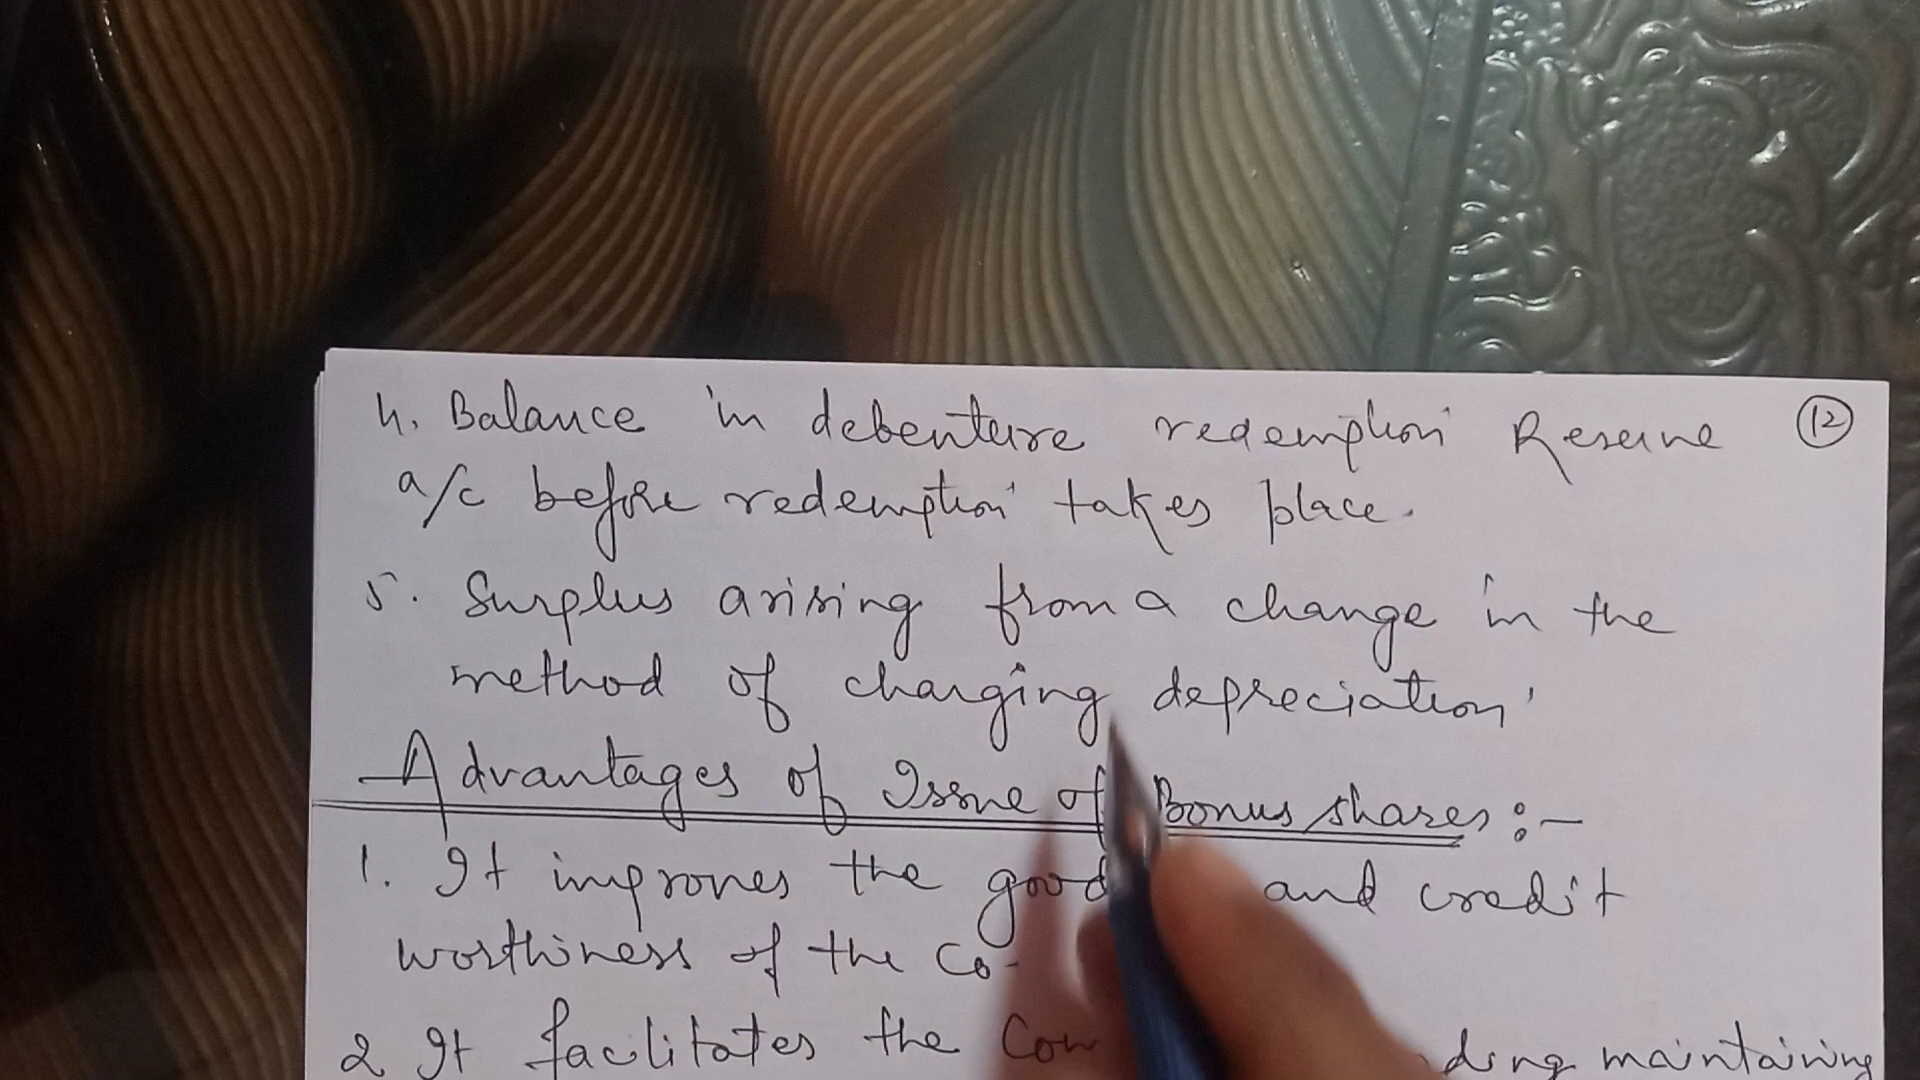 12
4. Balance in debenture redemption Reserve
a/c before redemption takes place.
5. Surplus arising from a change in the
method of charging depreciation.
Advantages of Issue of Bonus shares :-
1. It improves the and credit
worthiness of the Co.
2 It facilitates the maintaining